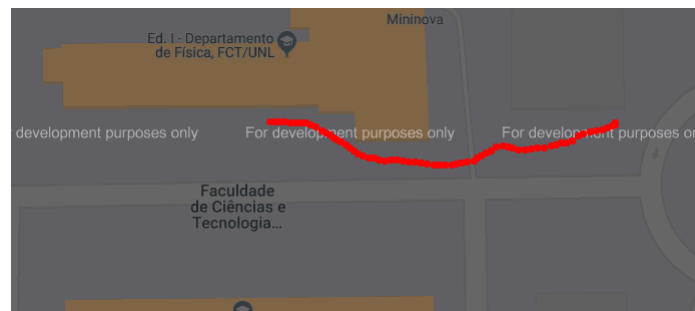 Mininova
Ed. I - Departamento
de Física, FCT/UNL
development purposes only
For development purposes only
For development purposes on
Faculdade
de Ciências e
Tecnologia...